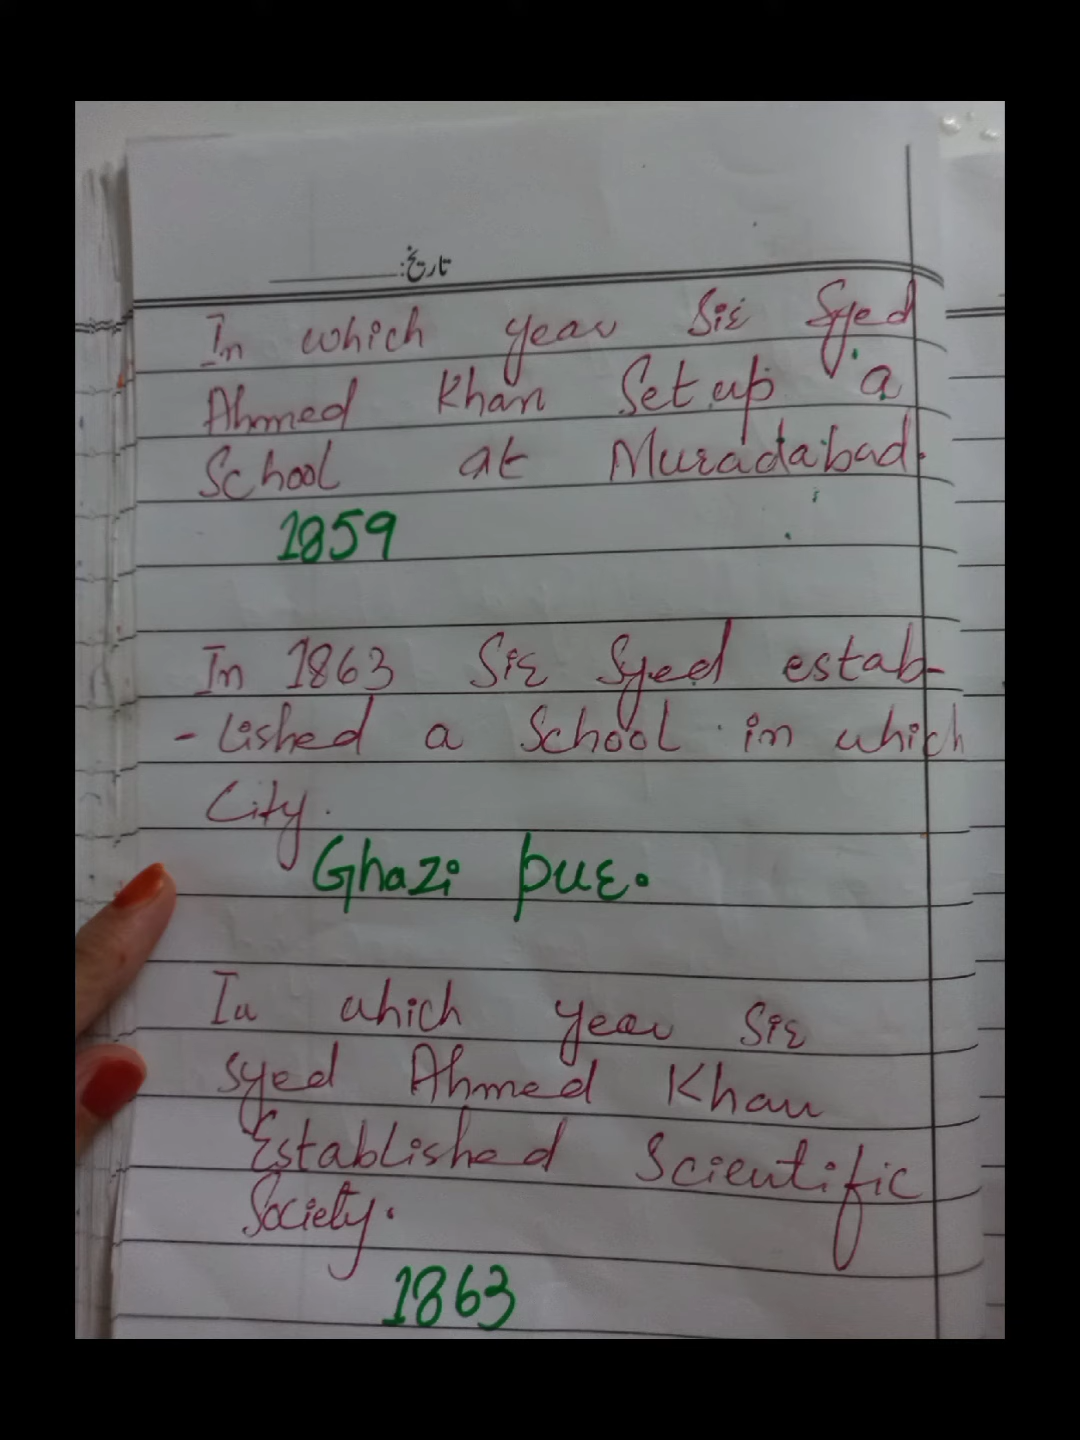 تاریخ:
In which year Sir Syed
Ahmed Khan Set up a
School at Muradabad.
1859
In 1863 Sir Syed estab-
- lished a School in which
City.
Ghazi pur.
In which year Sir
Syed Ahmed Khan
Established Scientific
Society.
1863